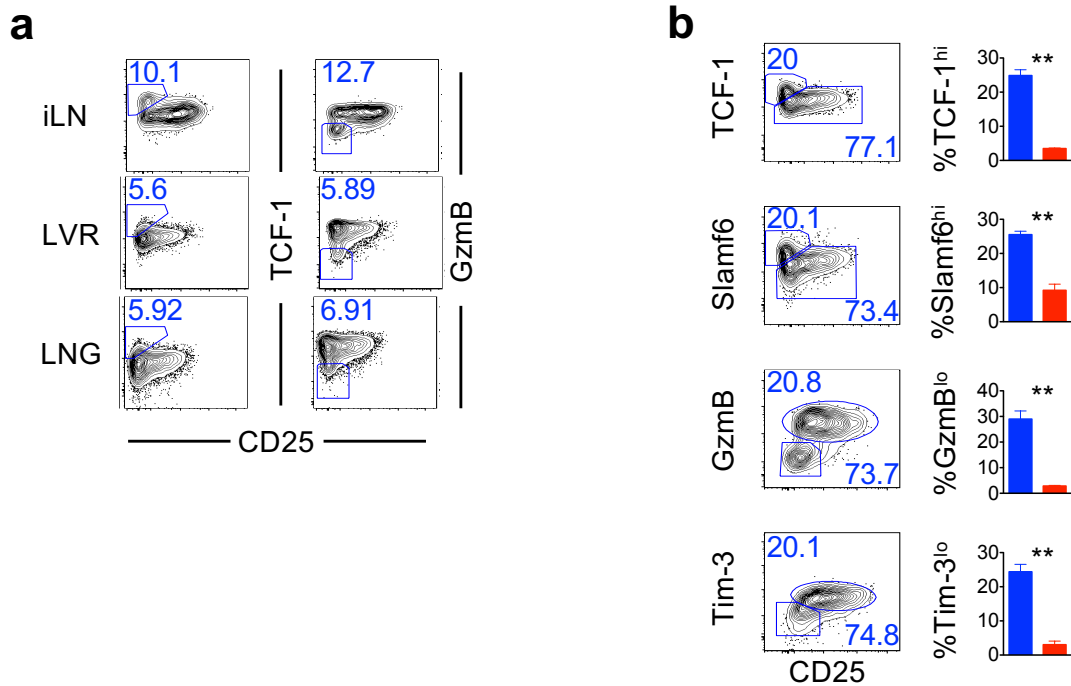 a
10.1
12.7
iLN
TCF-1
GzmB
5.6
5.89
LVR
5.92
6.91
LNG
CD25
b
TCF-1
20
77.1
%TCF-1hi
30
20
10
0
**
Slamf6
20.1
73.4
%Slamf6hi
30
20
10
0
**
GzmB
20.8
73.7
%GzmBlo
40
30
20
10
0
**
Tim-3
20.1
74.8
%Tim-3lo
30
20
10
0
**
CD25